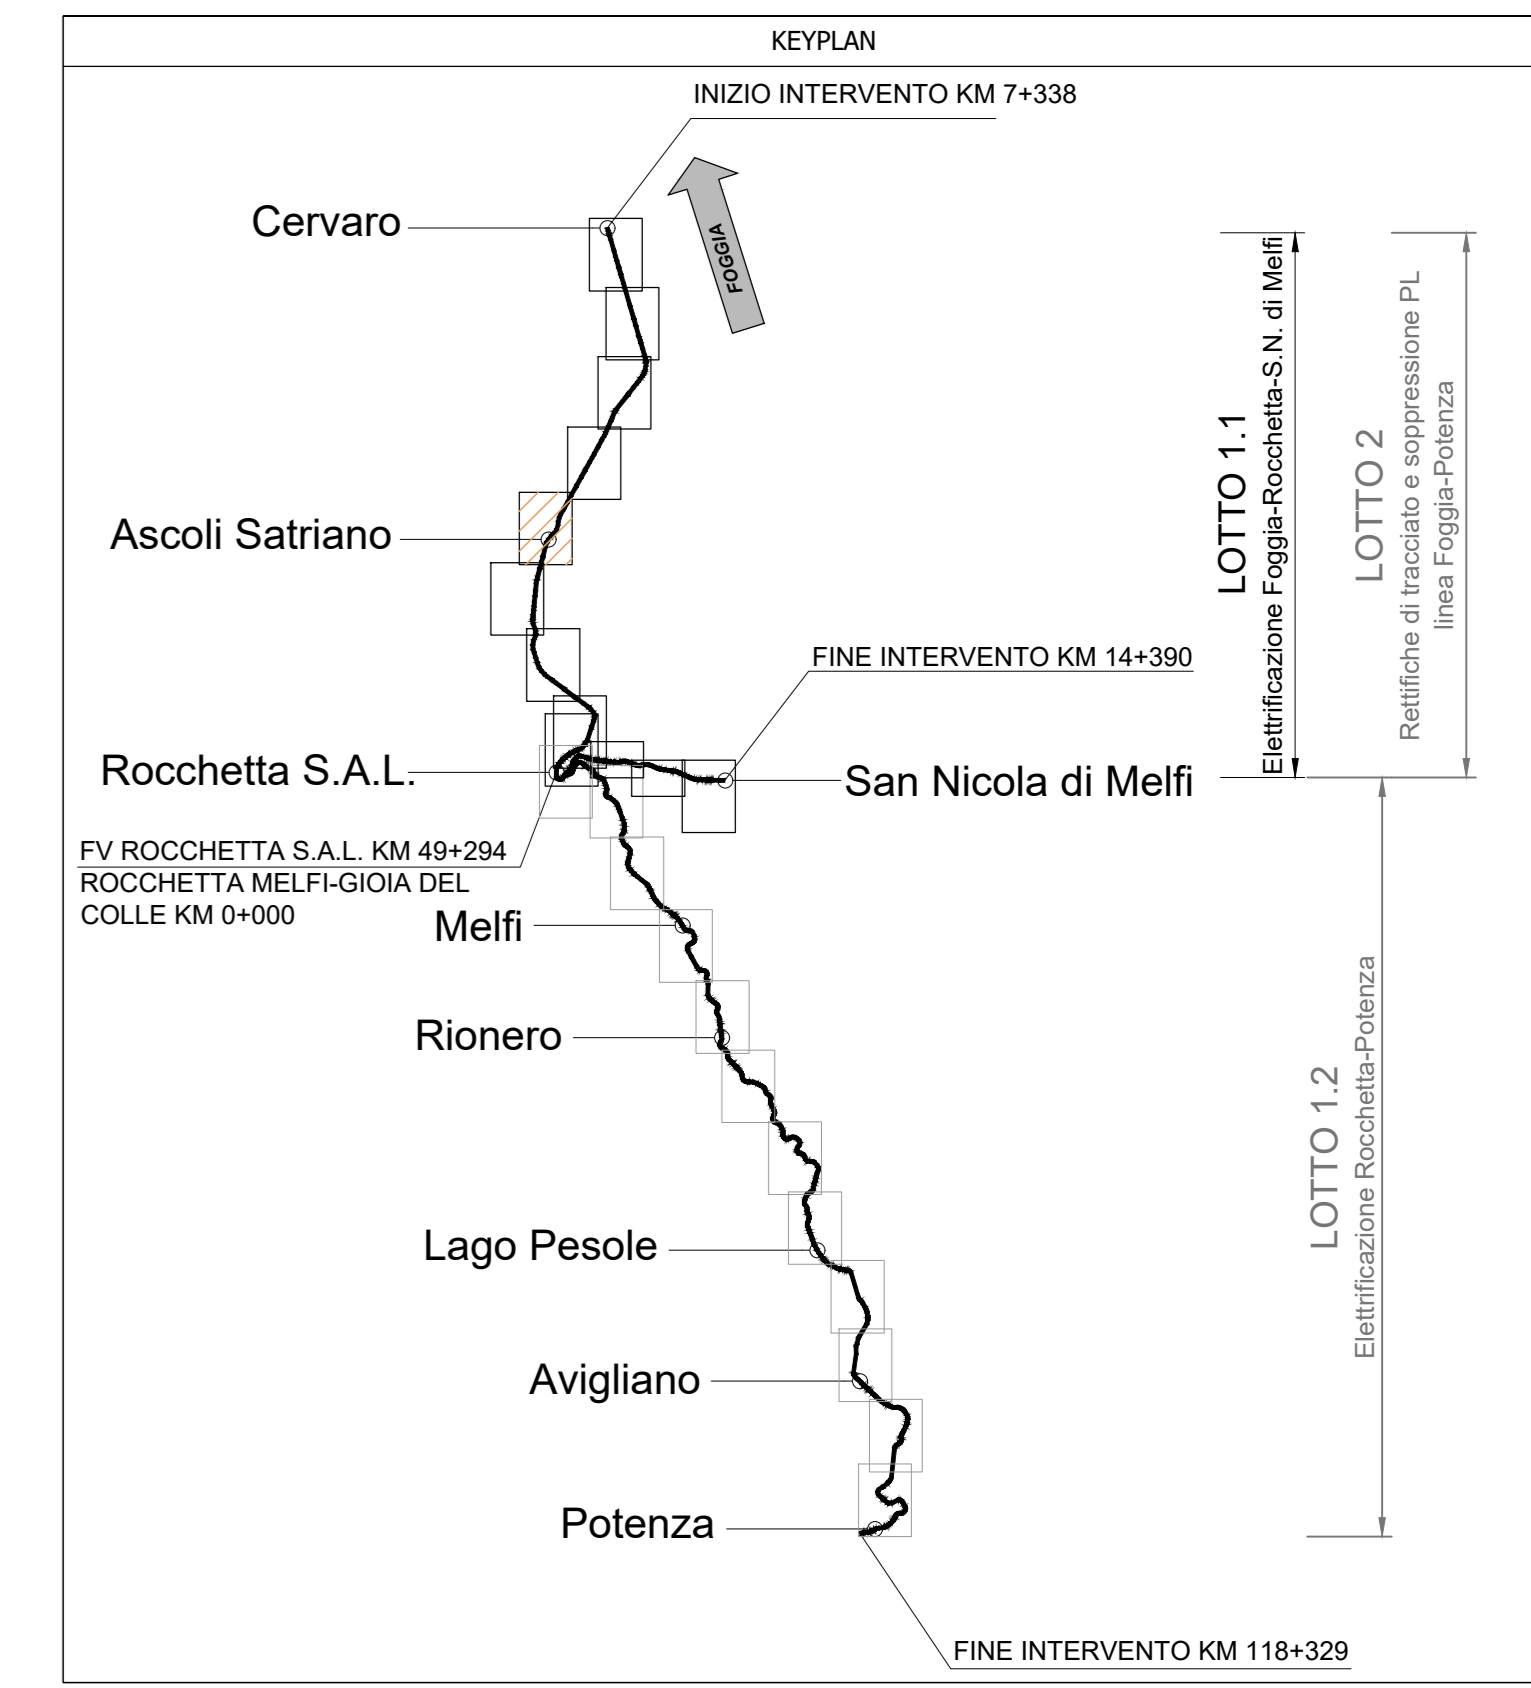 KEYPLAN
INIZIO INTERVENTO KM 7+338
FOGGIA
Cervaro
Ascoli Satriano
LOTTO 1.1
Elettrificazione Foggia-Rocchetta-S.N. di Melfi
LOTTO 2
Rettifiche di tracciato e soppressione PL
linea Foggia-Potenza
FINE INTERVENTO KM 14+390
Rocchetta S.A.L.
San Nicola di Melfi
FV ROCCHETTA S.A.L. KM 49+294
ROCCHETTA MELFI-GIOIA DEL
COLLE KM 0+000
Melfi
Rionero
LOTTO 1.2
Elettrificazione Rocchetta-Potenza
Lago Pesole
Avigliano
Potenza
FINE INTERVENTO KM 118+329